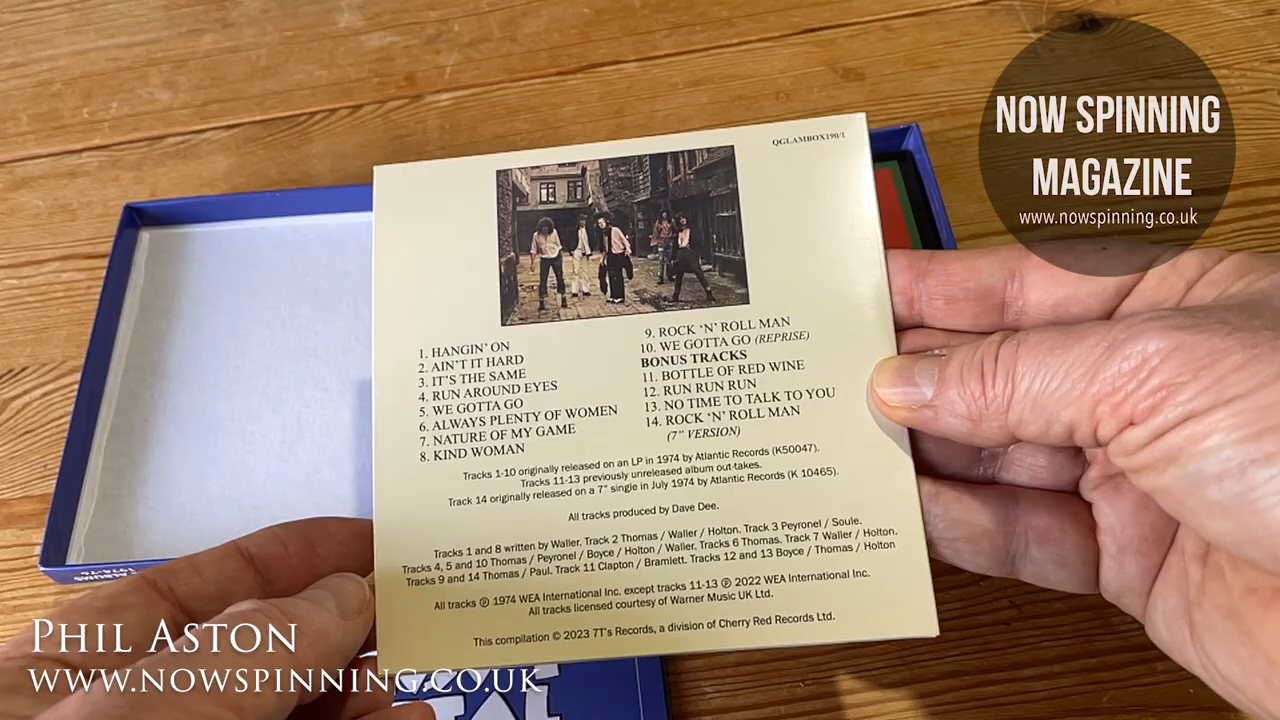 NOW SPINNING
MAGAZINE
www.nowspinning.co.uk
QGLAMBOX190/1
1. HANGIN' ON
2. AIN'T IT HARD
3. IT'S THE SAME
4. RUN AROUND EYES
5. WE GOTTA GO
6. ALWAYS PLENTY OF WOMEN
7. NATURE OF MY GAME
8. KIND WOMAN
9. ROCK 'N' ROLL MAN
10. WE GOTTA GO (REPRISE)
BONUS TRACKS
11. BOTTLE OF RED WINE
12. RUN RUN RUN
13. NO TIME TO TALK TO YOU
14. ROCK 'N' ROLL MAN
(7" VERSION)
Tracks 1-10 originally released on an LP in 1974 by Atlantic Records (K50047).
Tracks 11-13 previously unreleased album out-takes.
Track 14 originally released on a 7" single in July 1974 by Atlantic Records (K 10465).
All tracks produced by Dave Dee.
Tracks 1 and 8 written by Waller. Track 2 Thomas / Waller / Holton. Track 3 Peyronel / Soule.
Tracks 4, 5 and 10 Thomas / Peyronel / Boyce / Holton / Waller. Tracks 6 Thomas. Track 7 Waller / Holton.
Tracks 9 and 14 Thomas / Paul. Track 11 Clapton / Bramlett. Tracks 12 and 13 Boyce / Thomas / Holton
All tracks ℗ 1974 WEA International Inc. except tracks 11-13 ℗ 2022 WEA International Inc.
All tracks licensed courtesy of Warner Music UK Ltd.
This compilation © 2023 7T's Records, a division of Cherry Red Records Ltd.
ALBUMS
PHIL ASTON
WWW.NOWSPINNING.CO.UK